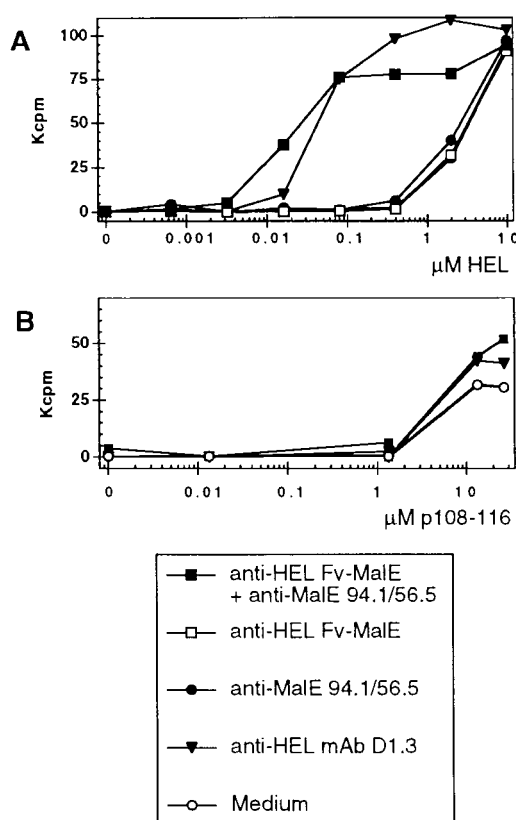 A
Kcpm
100
75
50
25
0
0 0.001 0.01 0.1 1 10
µM HEL
B
Kcpm
50
25
0
0 0.01 0.1 1 10
µM p108-116
anti-HEL Fv-MalE
+ anti-MalE 94.1/56.5
anti-HEL Fv-MalE
anti-MalE 94.1/56.5
anti-HEL mAb D1.3
Medium